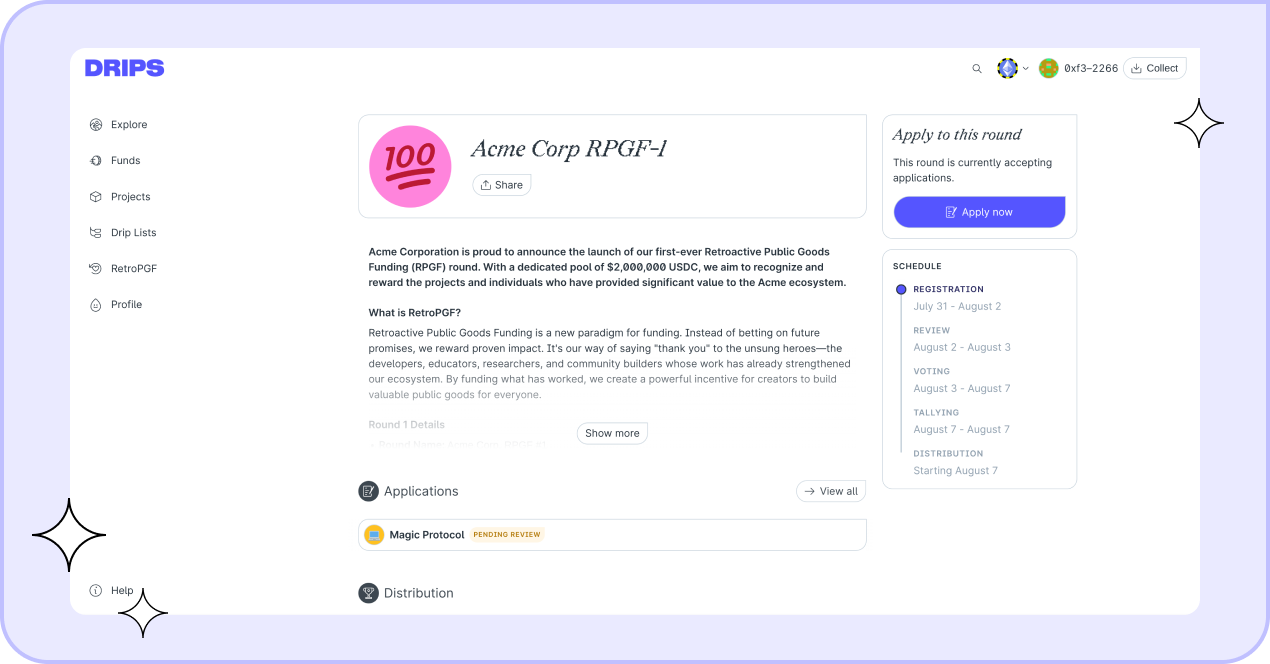 DRIPS
0xf3–2266
Collect
Explore
Funds
Projects
Drip Lists
RetroPGF
Profile
Help
Acme Corp RPGF-1
Share
Acme Corporation is proud to announce the launch of our first-ever Retroactive Public Goods
Funding (RPGF) round. With a dedicated pool of $2,000,000 USDC, we aim to recognize and
reward the projects and individuals who have provided significant value to the Acme ecosystem.
What is RetroPGF?
Retroactive Public Goods Funding is a new paradigm for funding. Instead of betting on future
promises, we reward proven impact. It's our way of saying "thank you" to the unsung heroes—the
developers, educators, researchers, and community builders whose work has already strengthened
our ecosystem. By funding what has worked, we create a powerful incentive for creators to build
valuable public goods for everyone.
Round 1 Details
• Round Name: Acme Corp. RPGF #1
Show more
Applications
View all
Magic Protocol
PENDING REVIEW
Distribution
Apply to this round
This round is currently accepting
applications.
Apply now
SCHEDULE
REGISTRATION
July 31 - August 2
REVIEW
August 2 - August 3
VOTING
August 3 - August 7
TALLYING
August 7 - August 7
DISTRIBUTION
Starting August 7
100